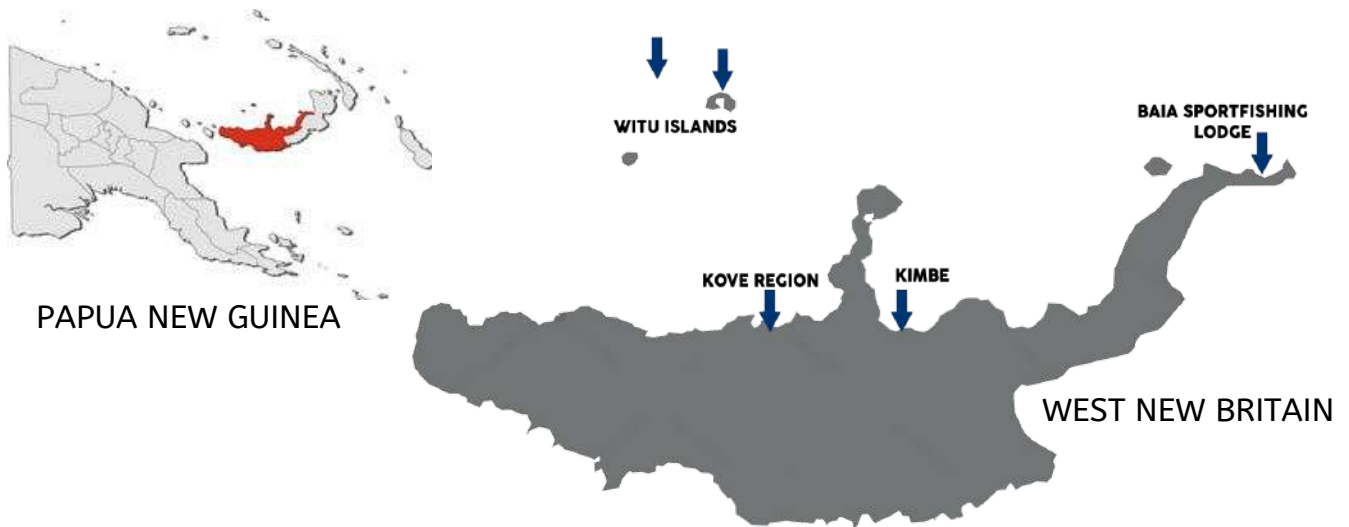 WITU ISLANDS
BAIA SPORTFISHING
LODGE
KOVE REGION
KIMBE
PAPUA NEW GUINEA
WEST NEW BRITAIN